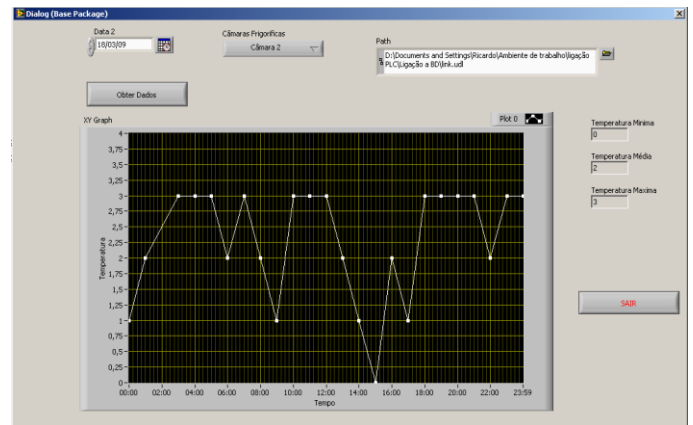 Dialog (Base Package)
Data 2
18/03/09
Câmaras Frigorificas
Câmara 2
Path
D:\Documents and Settings\Ricardo\Ambiente de trabalho\ligação
PLC\Ligação a BD\link.udl
Obter Dados
XY Graph
Plot 0
Temperatura
4
3,75
3,5
3,25
3
2,75
2,5
2,25
2
1,75
1,5
1,25
1
0,75
0,5
0,25
0
00:00 02:00 04:00 06:00 08:00 10:00 12:00 14:00 16:00 18:00 20:00 22:00 23:59
Tempo
Temperatura Minima
0
Temperatura Média
2
Temperatura Maxima
3
SAIR